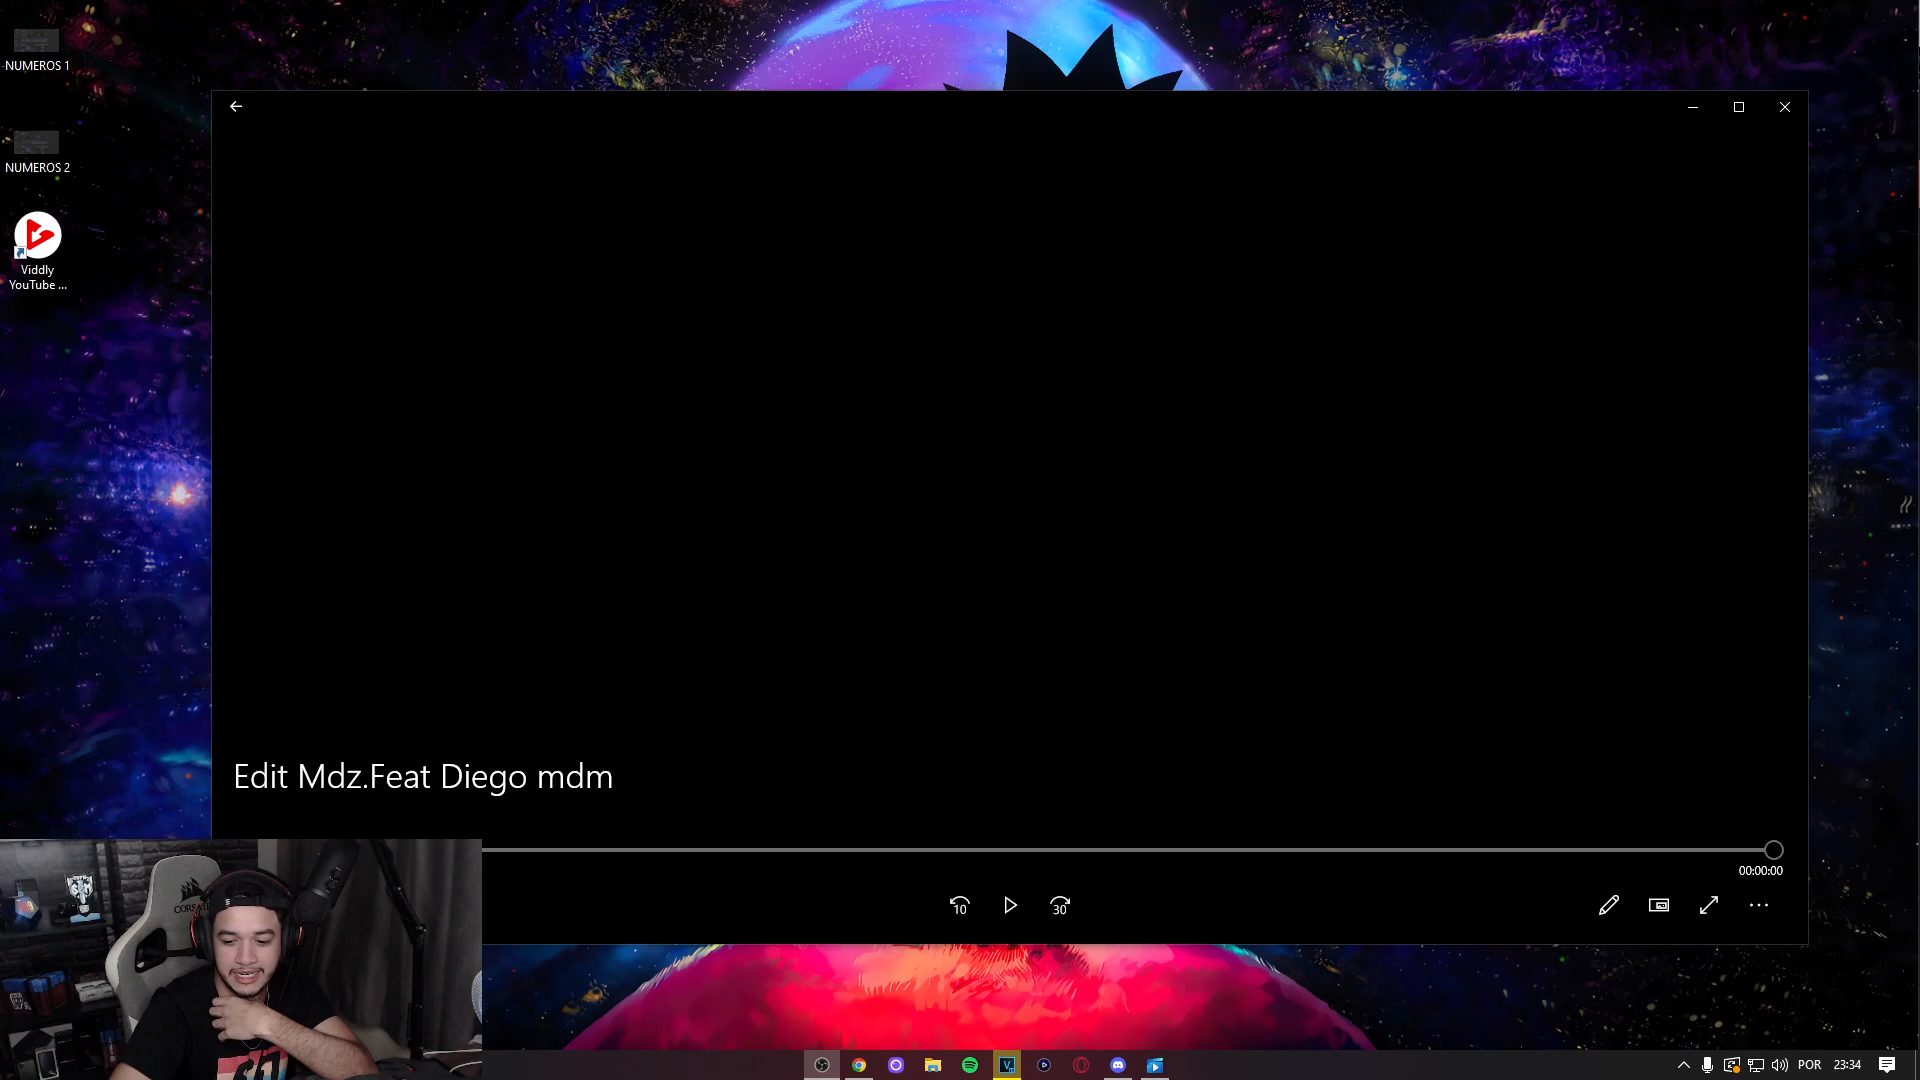 NUMEROS 1
NUMEROS 2
Viddly
YouTube ...
Edit Mdz.Feat Diego mdm
00:00:00
10
30
CORSAIR
POR
23:34